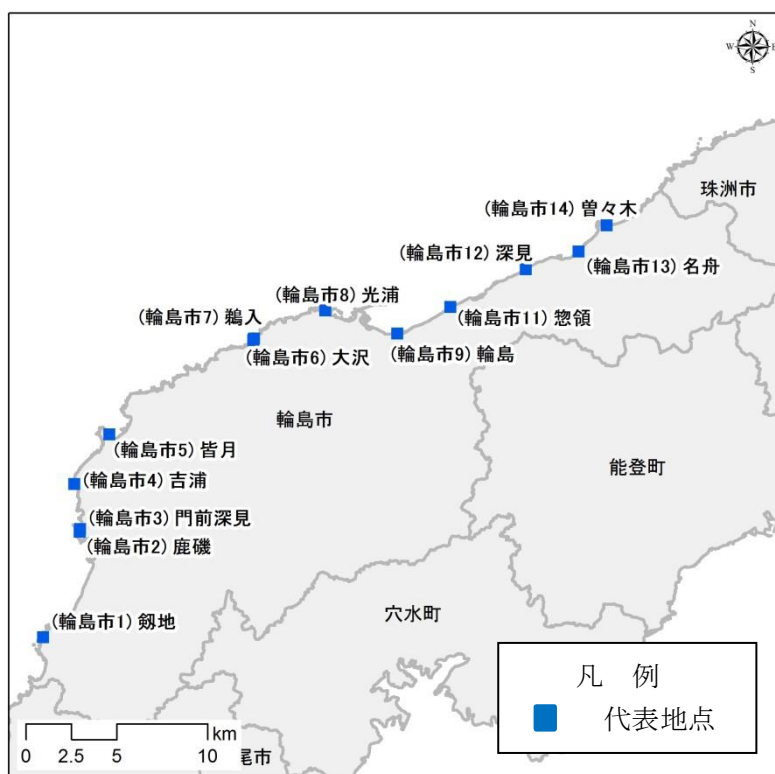 N
W
E
S
珠洲市
(輪島市14) 曽々木
(輪島市12) 深見
(輪島市13) 名舟
(輪島市8) 光浦
(輪島市7) 鵜入
(輪島市11) 惣領
(輪島市6) 大沢
(輪島市9) 輪島
輪島市
(輪島市5) 皆月
能登町
(輪島市4) 吉浦
(輪島市3) 門前深見
(輪島市2) 鹿磯
穴水町
(輪島市1) 剱地
凡 例
代表地点
km
0 2.5 5 10
尾市